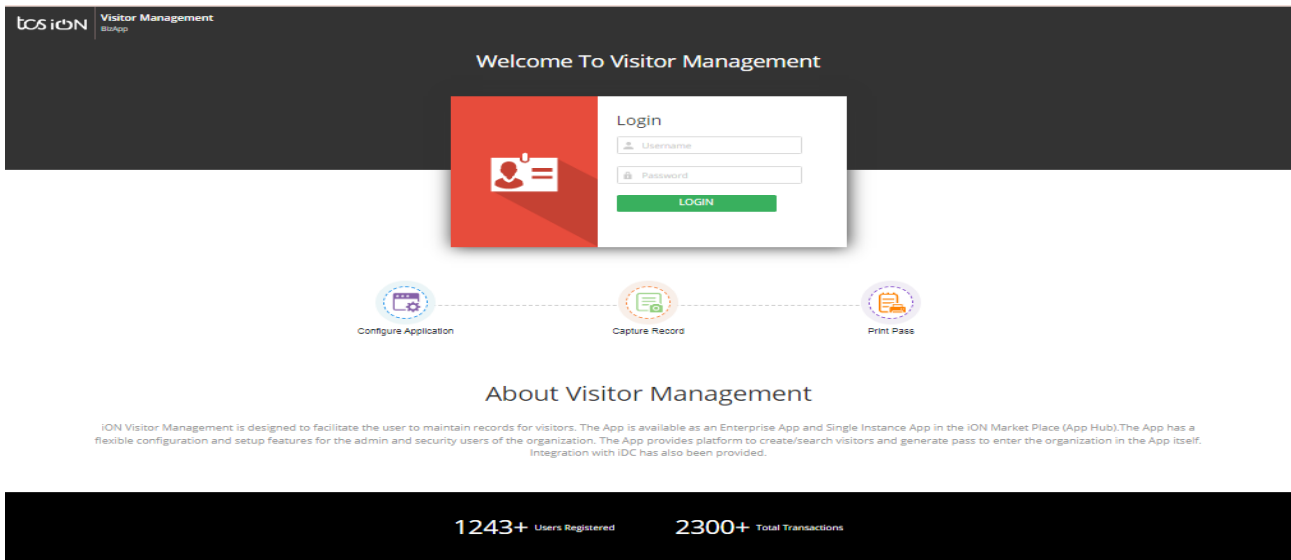 tcs iON
Visitor Management
BizApp
Welcome To Visitor Management
Login
Username
Password
LOGIN
Configure Application
Capture Record
Print Pass
About Visitor Management
iON Visitor Management is designed to facilitate the user to maintain records for visitors. The App is available as an Enterprise App and Single Instance App in the iON Market Place (App Hub).The App has a
flexible configuration and setup features for the admin and security users of the organization. The App provides platform to create/search visitors and generate pass to enter the organization in the App itself.
Integration with iDC has also been provided.
1243+ Users Registered
2300+ Total Transactions